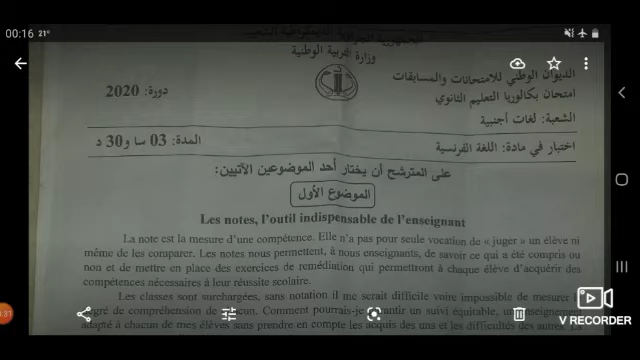 00:16 21°
الجمهورية الجزائرية الديمقراطية الشعبية
وزارة التربية الوطنية
الديوان الوطني للامتحانات والمسابقات
امتحان بكالوريا التعليم الثانوي
دورة: 2020
الشعبة: لغات أجنبية
اختبار في مادة: اللغة الفرنسية
المدة: 03 سا و30 د
على المترشح أن يختار أحد الموضوعين الآتيين:
الموضوع الأول
Les notes, l'outil indispensable de l'enseignant
La note est la mesure d'une compétence. Elle n'a pas pour seule vocation de « juger » un élève ni
même de les comparer. Les notes nous permettent, à nous enseignants, de savoir ce qui a été compris ou
non et de mettre en place des exercices de remédiation qui permettront à chaque élève d'acquérir des
compétences nécessaires à leur réussite scolaire.
Les classes sont surchargées, sans notation il me serait difficile voire impossible de mesurer
degré de compréhension de chacun. Comment pourrais-je garantir un suivi équitable, un enseignement
adapté à chacun de mes élèves sans prendre en compte les acquis des uns et les difficultés des autres. La
V RECORDER